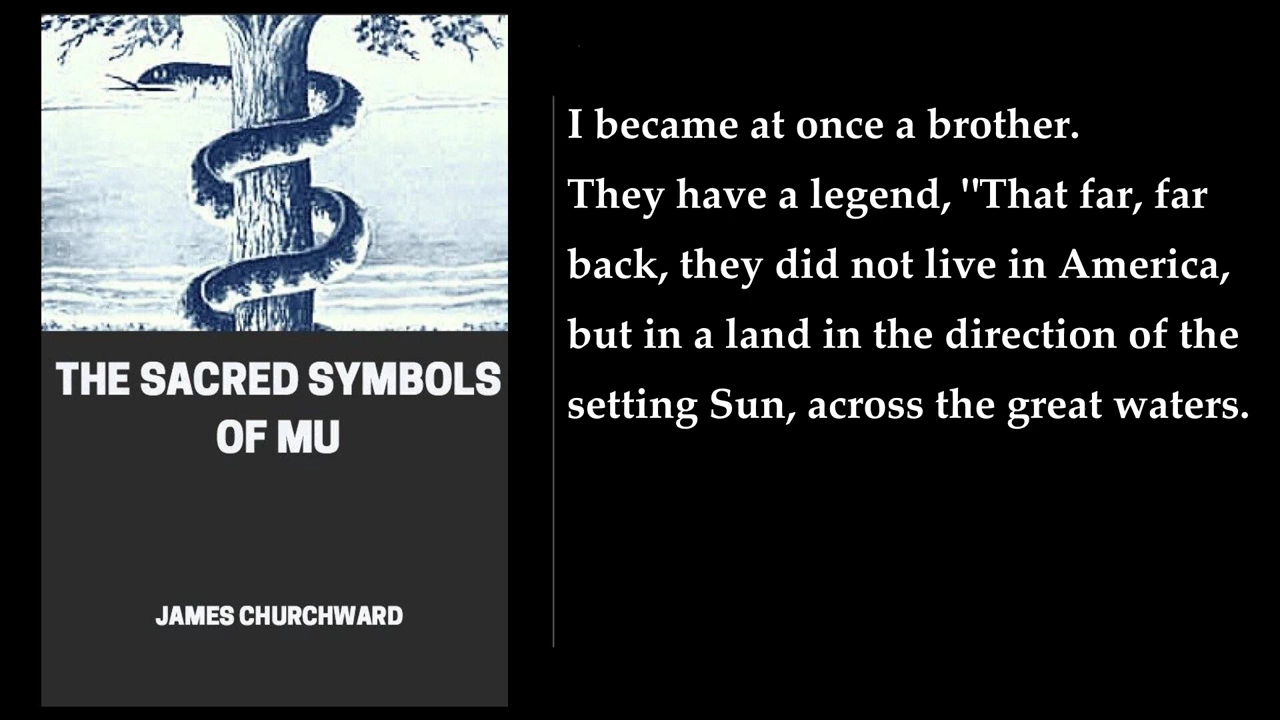 THE SACRED SYMBOLS
OF MU
JAMES CHURCHWARD
I became at once a brother.
They have a legend, "That far, far
back, they did not live in America,
but in a land in the direction of the
setting Sun, across the great waters.